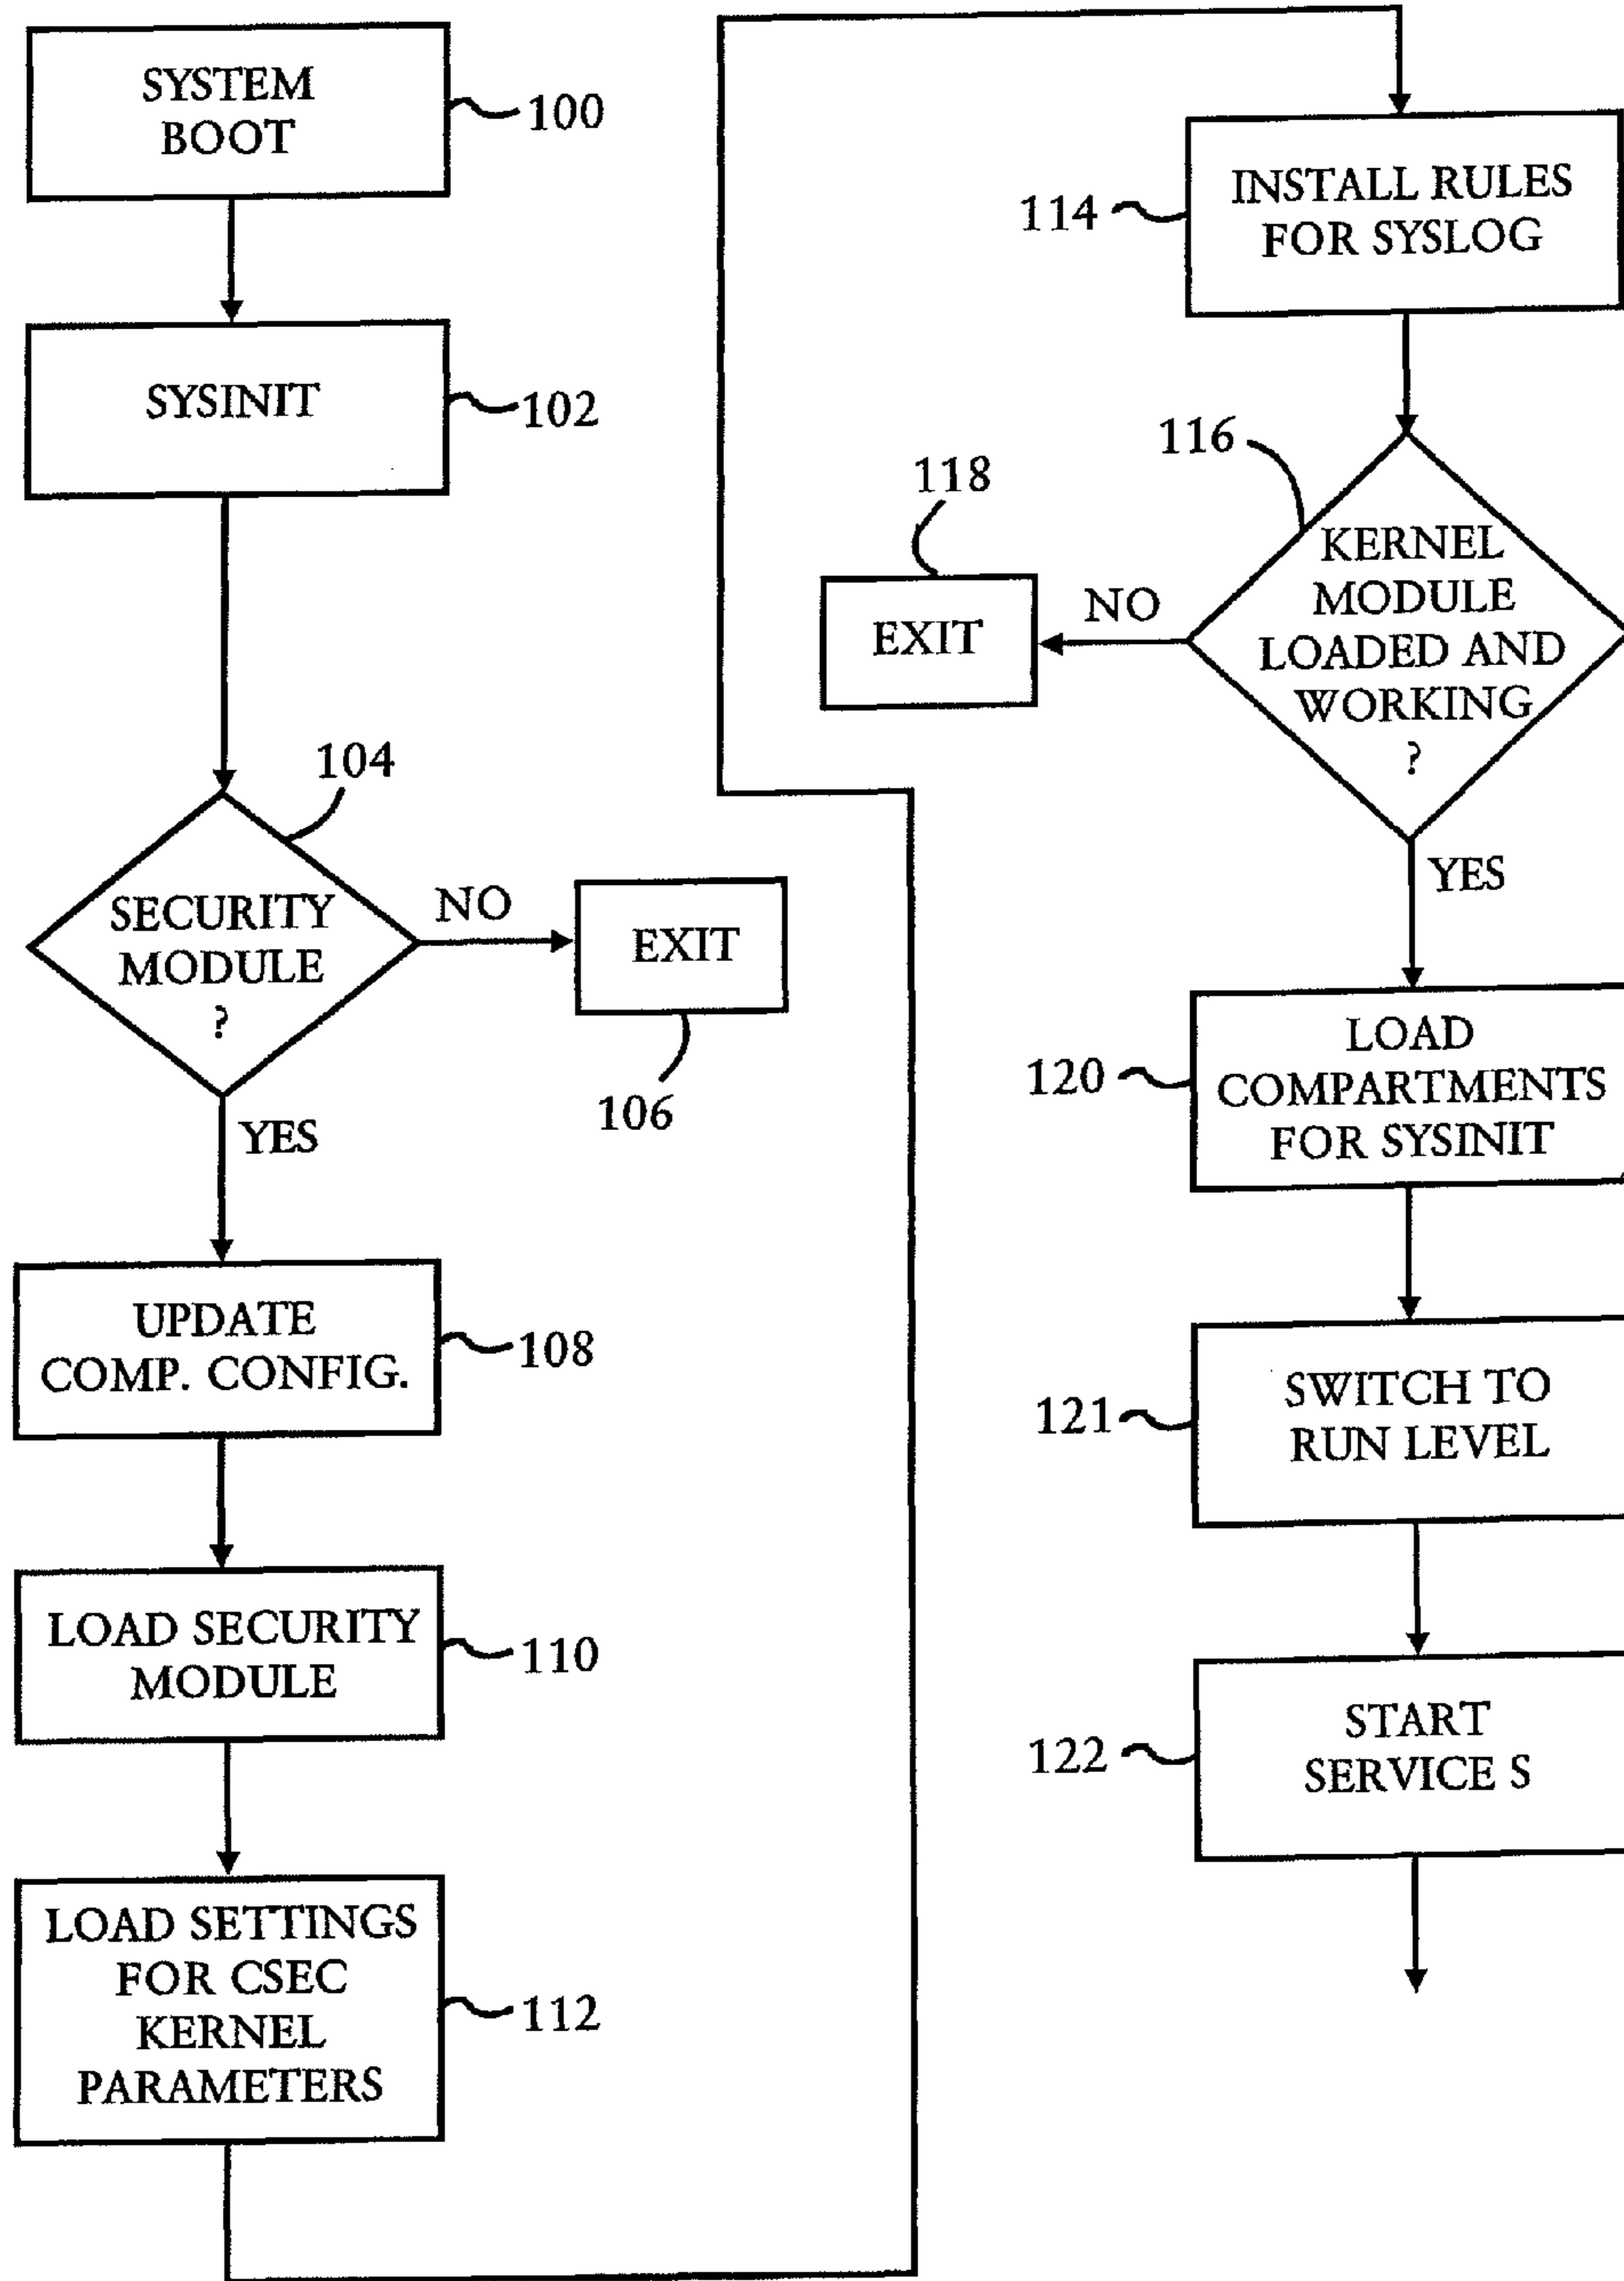 SYSTEM
BOOT
100
SYSINIT
102
104
SECURITY
MODULE
?
NO
EXIT
106
YES
UPDATE
COMP. CONFIG.
108
LOAD SECURITY
MODULE
110
LOAD SETTINGS
FOR CSEC
KERNEL
PARAMETERS
112
INSTALL RULES
FOR SYSLOG
114
116
KERNEL
MODULE
LOADED AND
WORKING
?
NO
118
EXIT
YES
LOAD
COMPARTMENTS
FOR SYSINIT
120
SWITCH TO
RUN LEVEL
121
START
SERVICE S
122